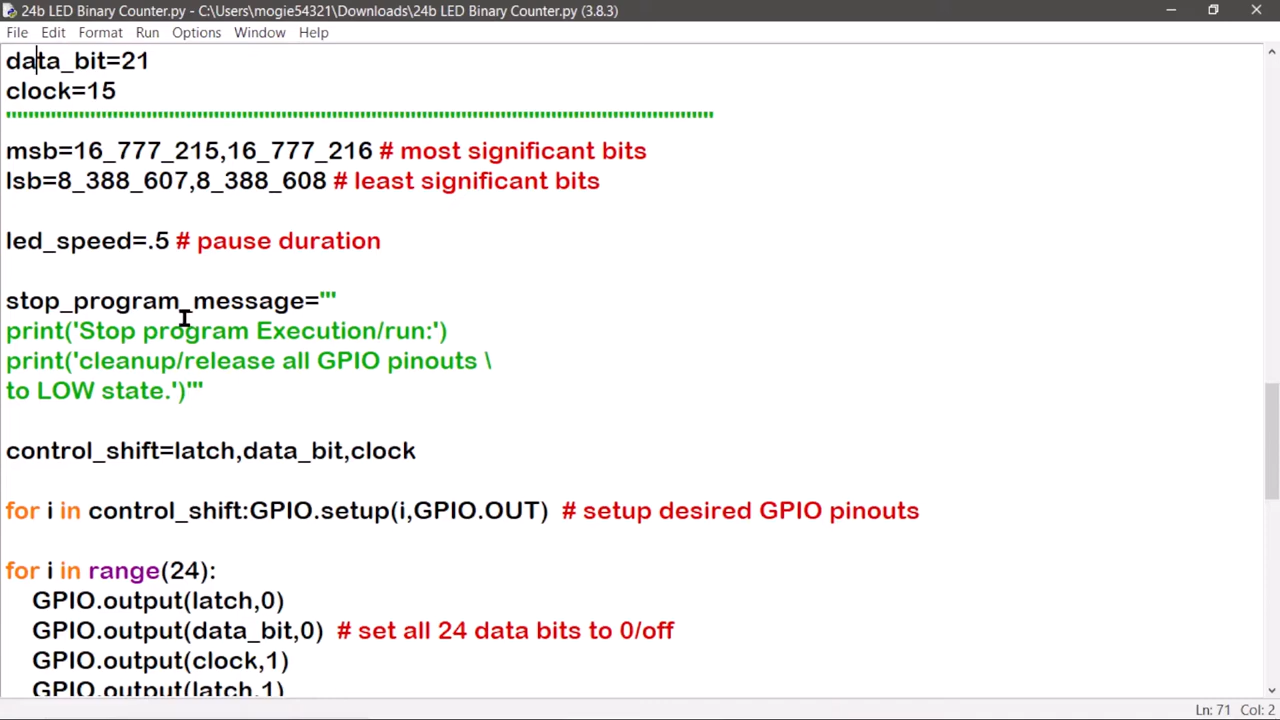 24b LED Binary Counter.py - C:\Users\mogie54321\Downloads\24b LED Binary Counter.py (3.8.3)
File Edit Format Run Options Window Help
data_bit=21
clock=15
msb=16_777_215,16_777_216 # most significant bits
lsb=8_388_607,8_388_608 # least significant bits
led_speed=.5 # pause duration
stop_program_message='''
print('Stop program Execution/run:')
print('cleanup/release all GPIO pinouts \
to LOW state.')'''
control_shift=latch,data_bit,clock
for i in control_shift:GPIO.setup(i,GPIO.OUT)  # setup desired GPIO pinouts
for i in range(24):
    GPIO.output(latch,0)
    GPIO.output(data_bit,0)  # set all 24 data bits to 0/off
    GPIO.output(clock,1)
    GPIO.output(latch,1)
Ln: 71 Col: 2